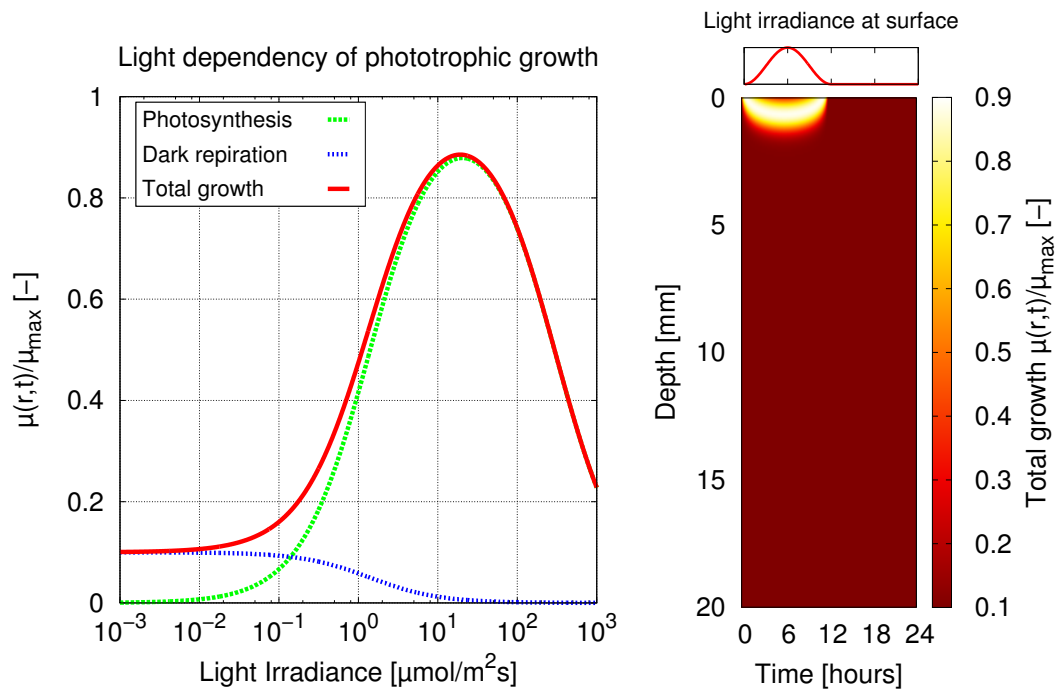 Light dependency of phototrophic growth
Photosynthesis
Dark repiration
Total growth
1
0.8
0.6
0.4
0.2
0
µ(r,t)/µmax [–]
10⁻³ 10⁻² 10⁻¹ 10⁰ 10¹ 10² 10³
Light Irradiance [µmol/m²s]
Light irradiance at surface
0
5
10
15
20
Depth [mm]
0 6 12 18 24
Time [hours]
0.9
0.8
0.7
0.6
0.5
0.4
0.3
0.2
0.1
Total growth µ(r,t)/µmax [–]